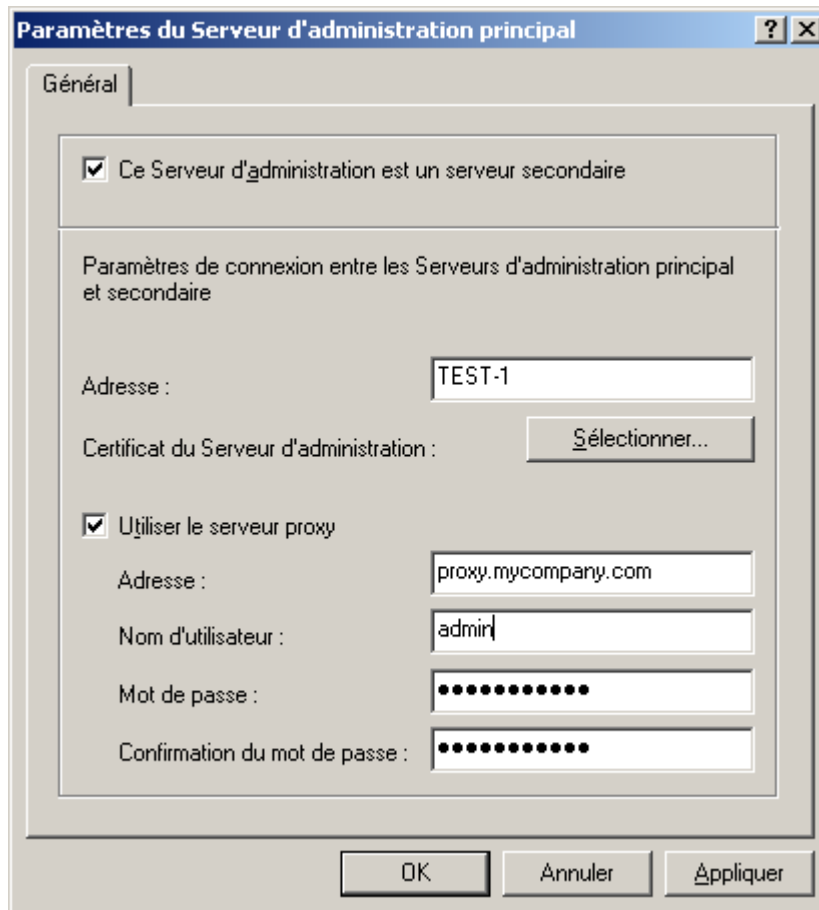 Paramètres du Serveur d'administration principal
Général
Ce Serveur d'administration est un serveur secondaire
Paramètres de connexion entre les Serveurs d'administration principal
et secondaire
Adresse : TEST-1
Certificat du Serveur d'administration : Sélectionner...
Utiliser le serveur proxy
Adresse : proxy.mycompany.com
Nom d'utilisateur : admin
Mot de passe : ●●●●●●●●●●●
Confirmation du mot de passe : ●●●●●●●●●●●
OK Annuler Appliquer